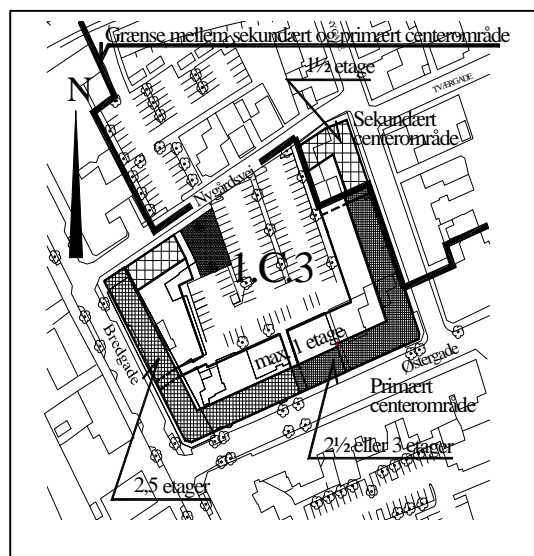 Grænse mellem sekundært og primært centerområde
1½ etage
N
TVÆRGADE
Sekundært
centerområde
Nygårdsvej
1.C.3
Bredgade
max. 1 etage
Østergade
Primært
centerområde
2½ eller 3 etager
2,5 etager